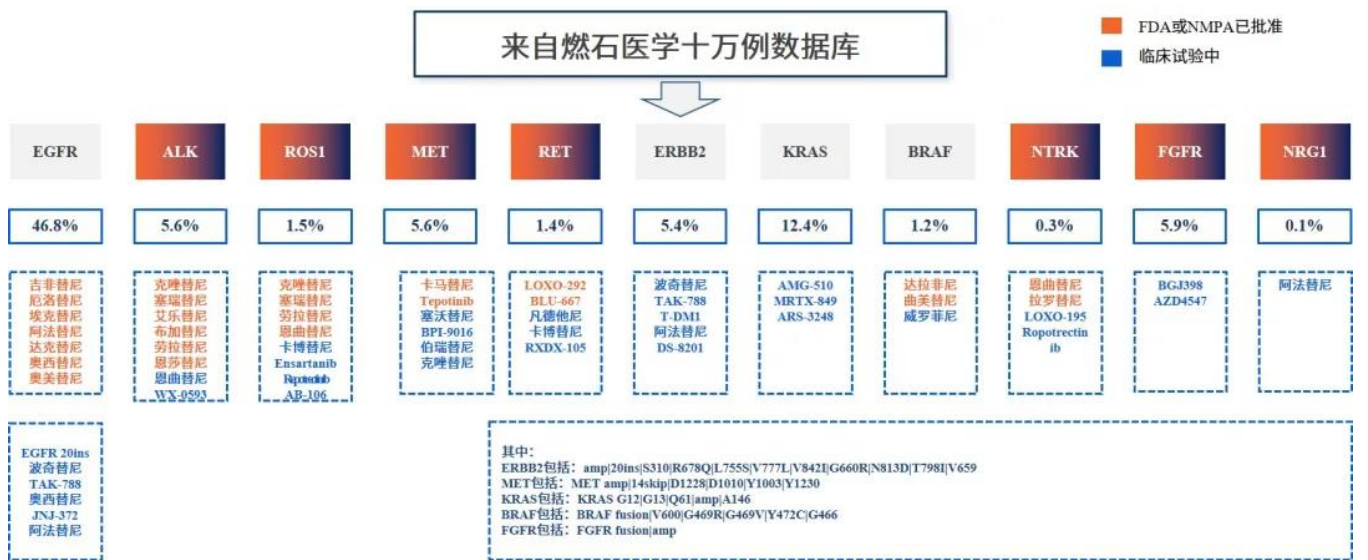 来自燃石医学十万例数据库
FDA或NMPA已批准
临床试验中
EGFR
ALK
ROS1
MET
RET
ERBB2
KRAS
BRAF
NTRK
FGFR
NRG1
46.8%
5.6%
1.5%
5.6%
1.4%
5.4%
12.4%
1.2%
0.3%
5.9%
0.1%
吉非替尼
厄洛替尼
埃克替尼
阿法替尼
达克替尼
奥西替尼
奥美替尼
克唑替尼
塞瑞替尼
艾乐替尼
布加替尼
劳拉替尼
恩莎替尼
恩曲替尼
WX-0593
克唑替尼
塞瑞替尼
劳拉替尼
恩曲替尼
卡博替尼
Ensartanib
AB-106
卡马替尼
Tepotinib
塞沃替尼
BPI-9016
伯瑞替尼
克唑替尼
LOXO-292
BLU-667
凡德他尼
卡博替尼
RXDX-105
波奇替尼
TAK-788
T-DM1
阿法替尼
DS-8201
AMG-510
MRTX-849
ARS-3248
达拉非尼
曲美替尼
威罗菲尼
恩曲替尼
拉罗替尼
LOXO-195
Ropotrectin
ib
BGJ398
AZD4547
阿法替尼
EGFR 20ins
波奇替尼
TAK-788
奥西替尼
JNJ-372
阿法替尼
其中：
ERBB2包括：amp|20ins|S310|R678Q|L755S|V777L|V842I|G660R|N813D|T798I|V659
MET包括：MET amp|14skip|D1228|D1010|Y1003|Y1230
KRAS包括：KRAS G12|G13|Q61|amp|A146
BRAF包括：BRAF fusion|V600|G469R|G469V|Y472C|G466
FGFR包括：FGFR fusion|amp